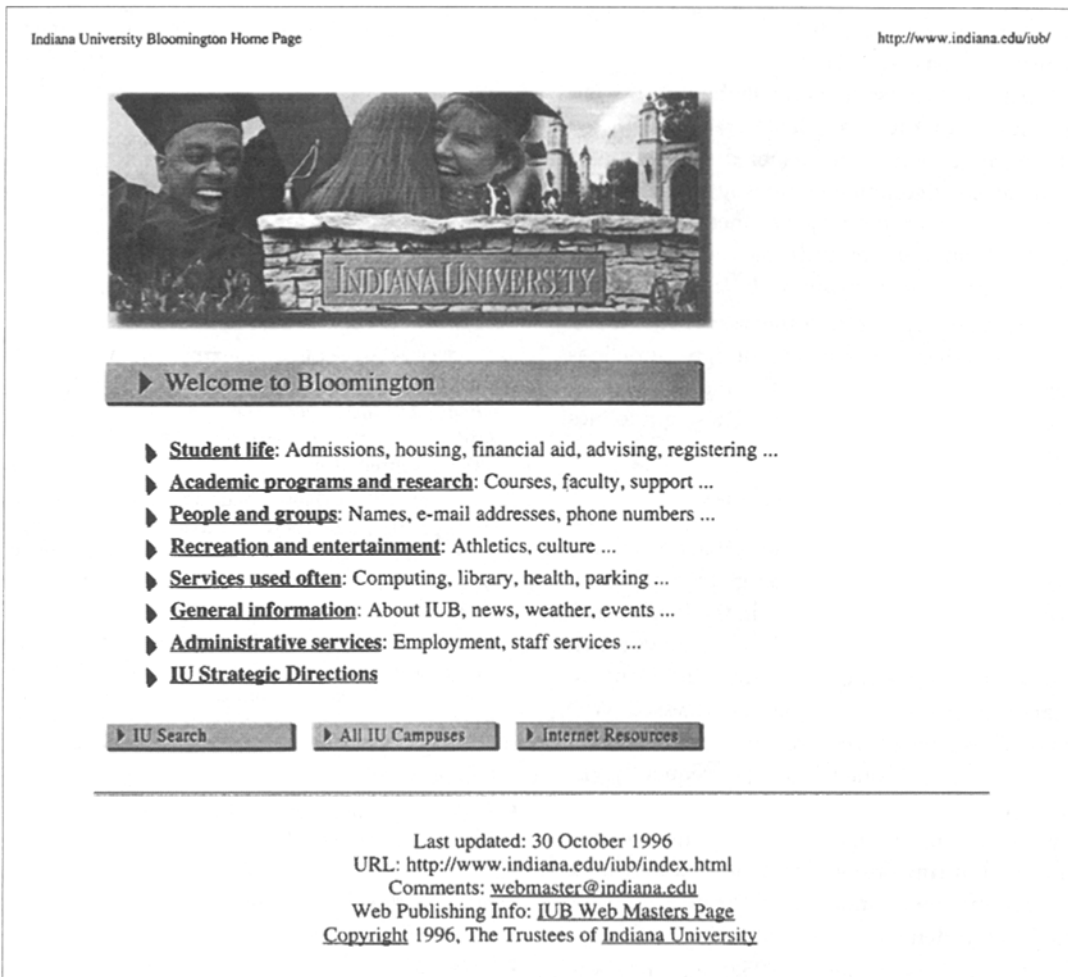 Indiana University Bloomington Home Page
http://www.indiana.edu/iub/
INDIANA UNIVERSITY
Welcome to Bloomington
Student life: Admissions, housing, financial aid, advising, registering ...
Academic programs and research: Courses, faculty, support ...
People and groups: Names, e-mail addresses, phone numbers ...
Recreation and entertainment: Athletics, culture ...
Services used often: Computing, library, health, parking ...
General information: About IUB, news, weather, events ...
Administrative services: Employment, staff services ...
IU Strategic Directions
IU Search
All IU Campuses
Internet Resources
Last updated: 30 October 1996
URL: http://www.indiana.edu/iub/index.html
Comments: webmaster@indiana.edu
Web Publishing Info: IUB Web Masters Page
Copyright 1996, The Trustees of Indiana University